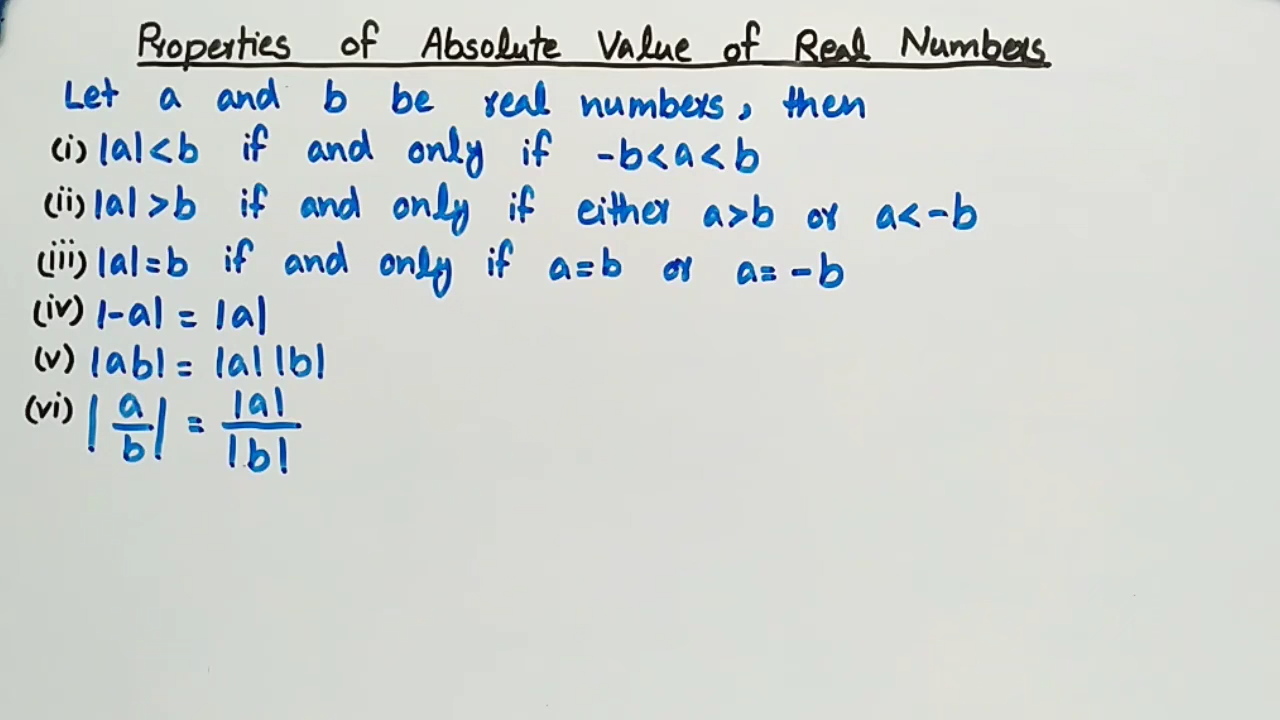 Properties of Absolute Value of Real Numbers
Let a and b be real numbers, then
(i) |a| < b if and only if -b < a < b
(ii) |a| > b if and only if either a > b or a < -b
(iii) |a| = b if and only if a = b or a = -b
(iv) |-a| = |a|
(v) |ab| = |a| |b|
(vi) |a/b| = |a|/|b|